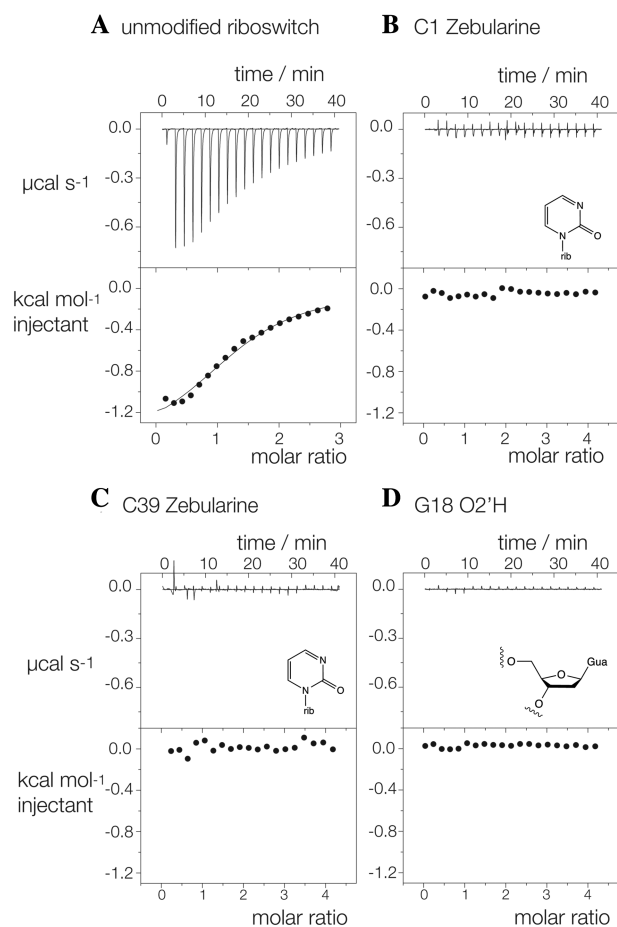 A unmodified riboswitch
time / min
0 10 20 30 40
0.0
-0.3
-0.6
μcal s-1
0.0
-0.4
-0.8
-1.2
kcal mol-1
injectant
0 1 2 3
molar ratio
B C1 Zebularine
time / min
0 10 20 30 40
0.0
-0.3
-0.6
N
N
O
rib
0.0
-0.4
-0.8
-1.2
0 1 2 3 4
molar ratio
C C39 Zebularine
time / min
0 10 20 30 40
0.0
-0.3
-0.6
μcal s-1
N
N
O
rib
0.0
-0.4
-0.8
-1.2
kcal mol-1
injectant
0 1 2 3 4
molar ratio
D G18 O2'H
time / min
0 10 20 30 40
0.0
-0.3
-0.6
O
O
Gua
O
0.0
-0.4
-0.8
-1.2
0 1 2 3 4
molar ratio